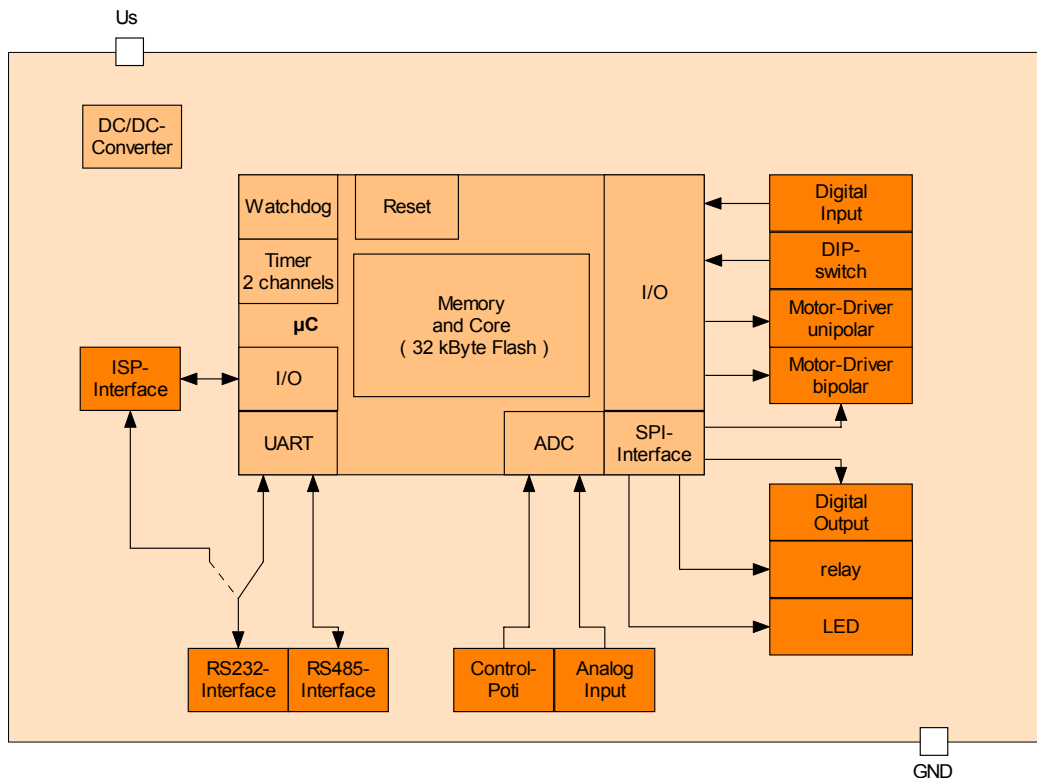 Us
DC/DC-
Converter
Watchdog
Reset
Timer
2 channels
µC
Memory
and Core
( 32 kByte Flash )
I/O
Digital
Input
DIP-
switch
Motor-Driver
unipolar
Motor-Driver
bipolar
ISP-
Interface
I/O
UART
ADC
SPI-
Interface
Digital
Output
relay
LED
RS232-
Interface
RS485-
Interface
Control-
Poti
Analog
Input
GND